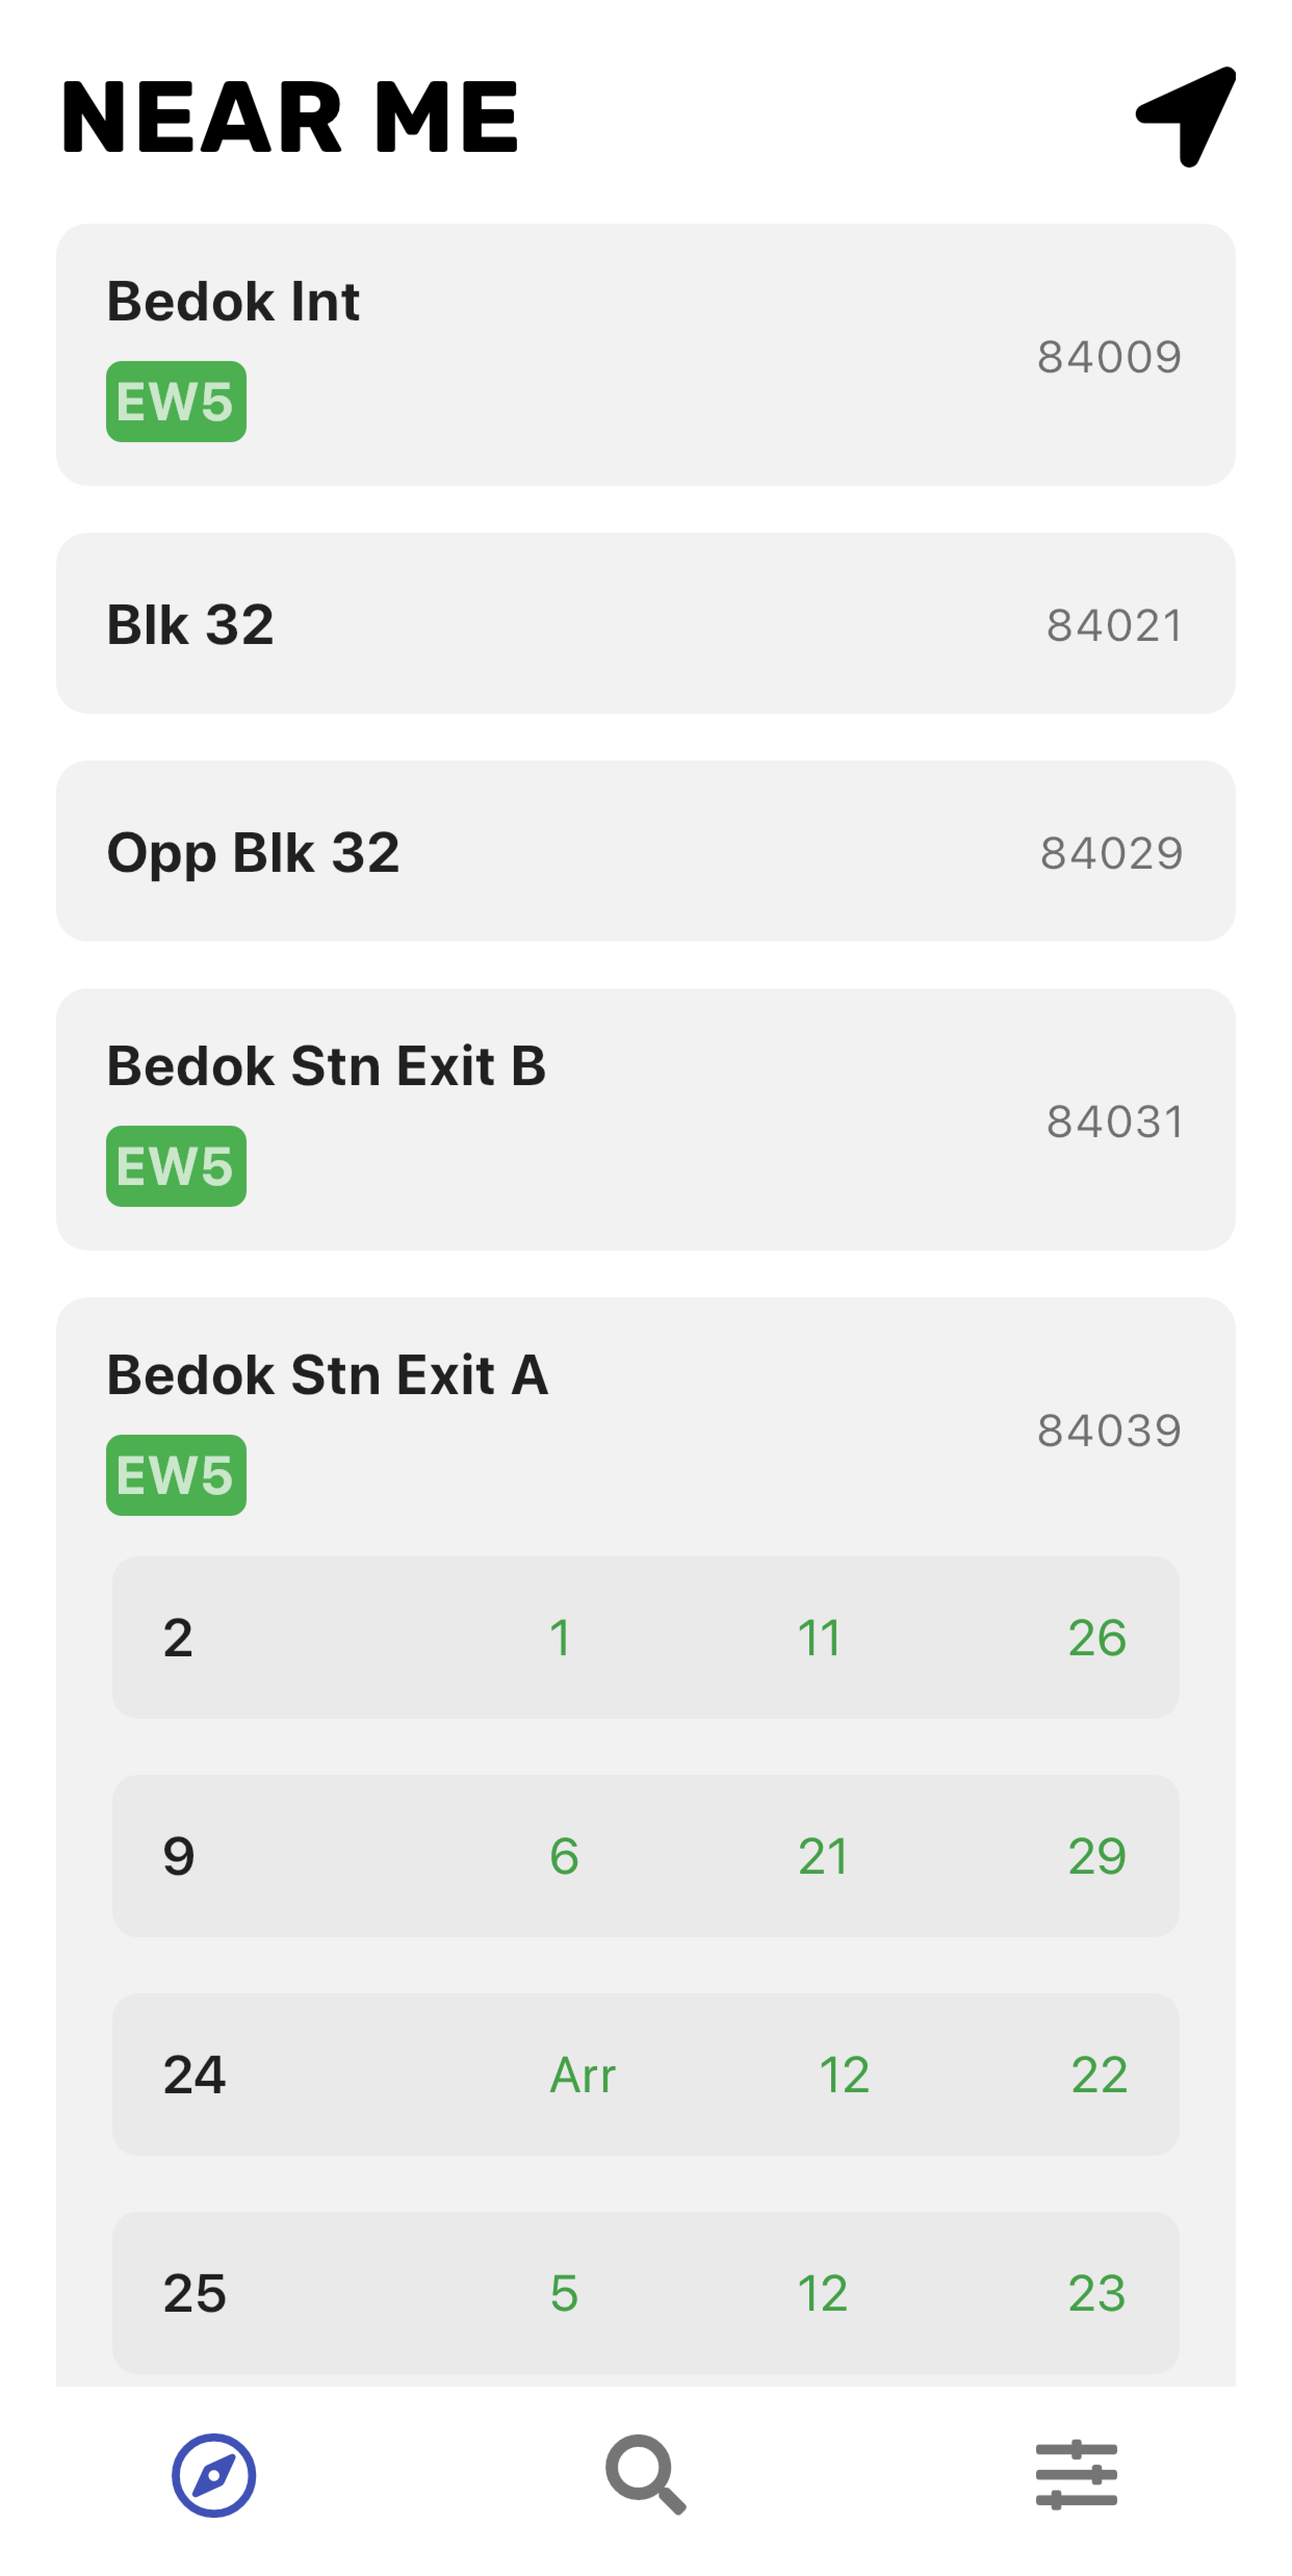 NEAR ME
Bedok Int
EW5
84009
Blk 32
84021
Opp Blk 32
84029
Bedok Stn Exit B
EW5
84031
Bedok Stn Exit A
EW5
84039
2 1 11 26
9 6 21 29
24 Arr 12 22
25 5 12 23